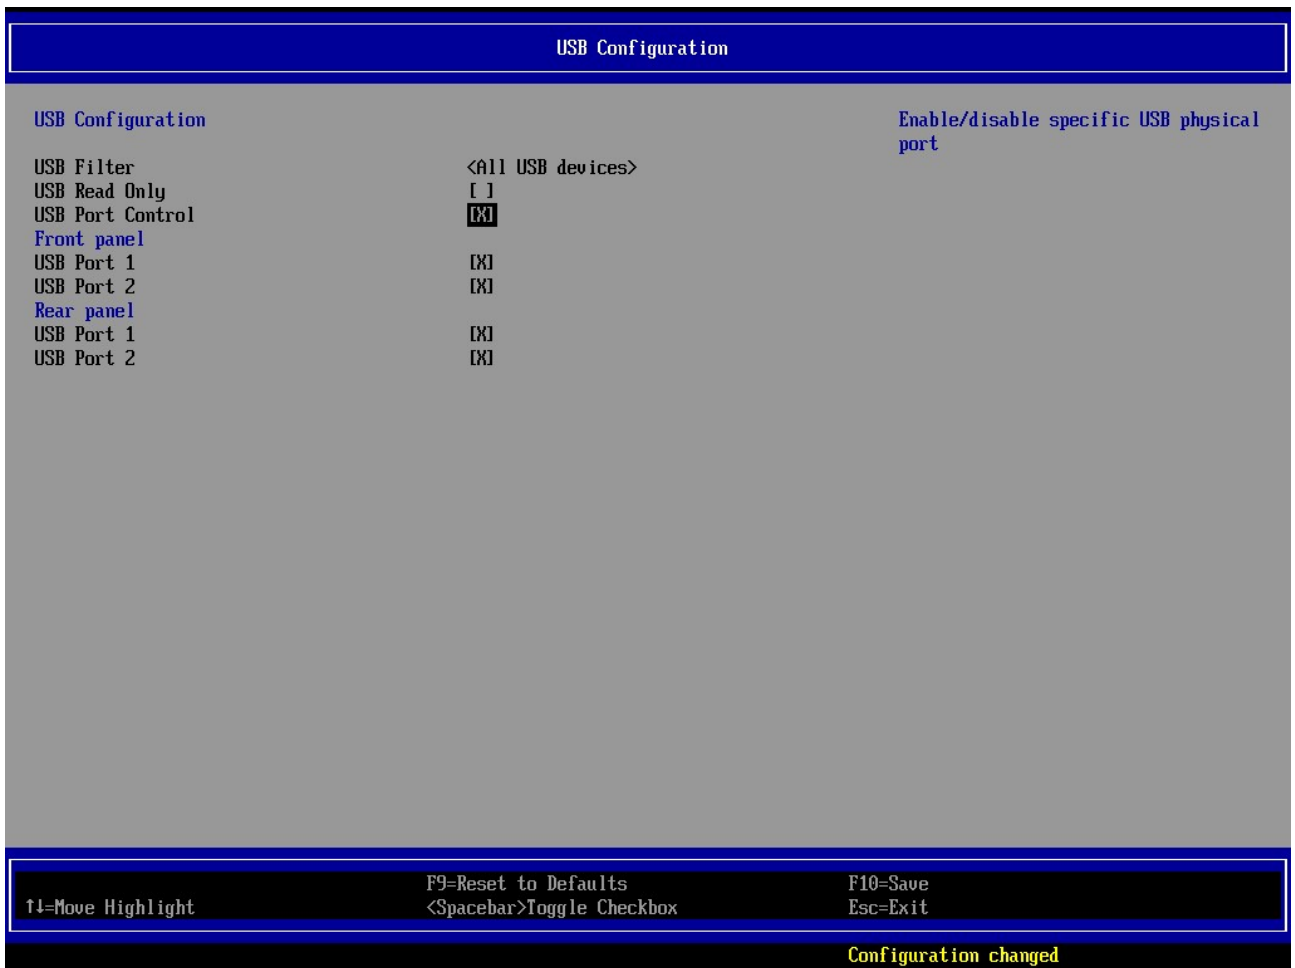 USB Configuration
USB Configuration
Enable/disable specific USB physical
port
USB Filter <All USB devices>
USB Read Only [ ]
USB Port Control [X]
Front panel
USB Port 1 [X]
USB Port 2 [X]
Rear panel
USB Port 1 [X]
USB Port 2 [X]
F9=Reset to Defaults F10=Save
↑↓=Move Highlight <Spacebar>Toggle Checkbox Esc=Exit
Configuration changed